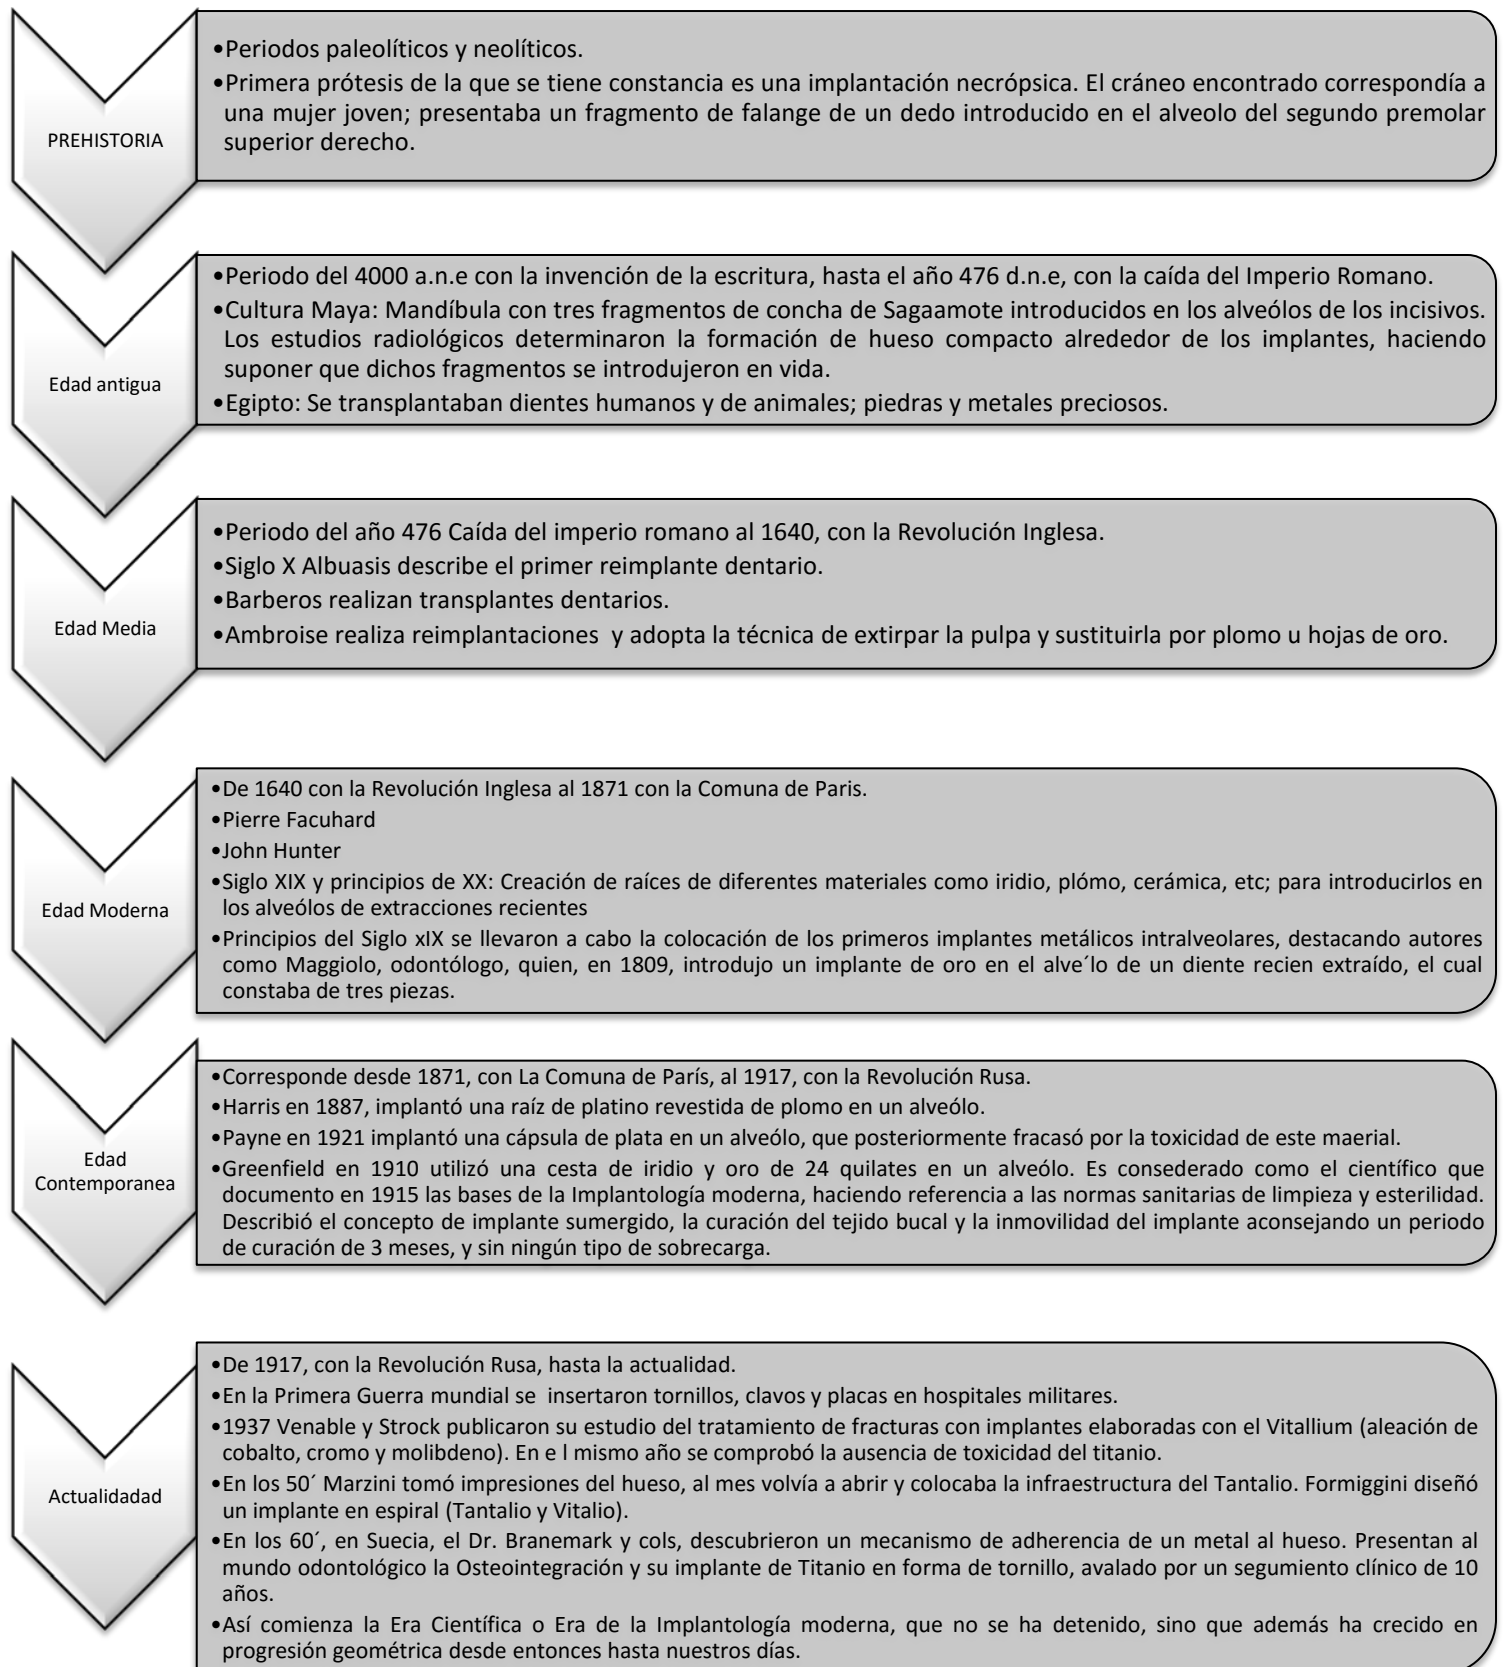 PREHISTORIA
•Periodos paleolíticos y neolíticos.
•Primera prótesis de la que se tiene constancia es una implantación necrópsica. El cráneo encontrado correspondía a
una mujer joven; presentaba un fragmento de falange de un dedo introducido en el alveolo del segundo premolar
superior derecho.
Edad antigua
•Periodo del 4000 a.n.e con la invención de la escritura, hasta el año 476 d.n.e, con la caída del Imperio Romano.
•Cultura Maya: Mandíbula con tres fragmentos de concha de Sagaamote introducidos en los alveólos de los incisivos.
Los estudios radiológicos determinaron la formación de hueso compacto alrededor de los implantes, haciendo
suponer que dichos fragmentos se introdujeron en vida.
•Egipto: Se transplantaban dientes humanos y de animales; piedras y metales preciosos.
Edad Media
•Periodo del año 476 Caída del imperio romano al 1640, con la Revolución Inglesa.
•Siglo X Albuasis describe el primer reimplante dentario.
•Barberos realizan transplantes dentarios.
•Ambroise realiza reimplantaciones y adopta la técnica de extirpar la pulpa y sustituirla por plomo u hojas de oro.
Edad Moderna
•De 1640 con la Revolución Inglesa al 1871 con la Comuna de Paris.
•Pierre Facuhard
•John Hunter
•Siglo XIX y principios de XX: Creación de raíces de diferentes materiales como iridio, plómo, cerámica, etc; para introducirlos en
los alveólos de extracciones recientes
•Principios del Siglo xIX se llevaron a cabo la colocación de los primeros implantes metálicos intralveolares, destacando autores
como Maggiolo, odontólogo, quien, en 1809, introdujo un implante de oro en el alve´lo de un diente recien extraído, el cual
constaba de tres piezas.
Edad
Contemporanea
•Corresponde desde 1871, con La Comuna de París, al 1917, con la Revolución Rusa.
•Harris en 1887, implantó una raíz de platino revestida de plomo en un alveólo.
•Payne en 1921 implantó una cápsula de plata en un alveólo, que posteriormente fracasó por la toxicidad de este maerial.
•Greenfield en 1910 utilizó una cesta de iridio y oro de 24 quilates en un alveólo. Es consederado como el científico que
documento en 1915 las bases de la Implantología moderna, haciendo referencia a las normas sanitarias de limpieza y esterilidad.
Describió el concepto de implante sumergido, la curación del tejido bucal y la inmovilidad del implante aconsejando un periodo
de curación de 3 meses, y sin ningún tipo de sobrecarga.
Actualidadad
•De 1917, con la Revolución Rusa, hasta la actualidad.
•En la Primera Guerra mundial se insertaron tornillos, clavos y placas en hospitales militares.
•1937 Venable y Strock publicaron su estudio del tratamiento de fracturas con implantes elaboradas con el Vitallium (aleación de
cobalto, cromo y molibdeno). En e l mismo año se comprobó la ausencia de toxicidad del titanio.
•En los 50´ Marzini tomó impresiones del hueso, al mes volvía a abrir y colocaba la infraestructura del Tantalio. Formiggini diseñó
un implante en espiral (Tantalio y Vitalio).
•En los 60´, en Suecia, el Dr. Branemark y cols, descubrieron un mecanismo de adherencia de un metal al hueso. Presentan al
mundo odontológico la Osteointegración y su implante de Titanio en forma de tornillo, avalado por un segumiento clínico de 10
años.
•Así comienza la Era Científica o Era de la Implantología moderna, que no se ha detenido, sino que además ha crecido en
progresión geométrica desde entonces hasta nuestros días.